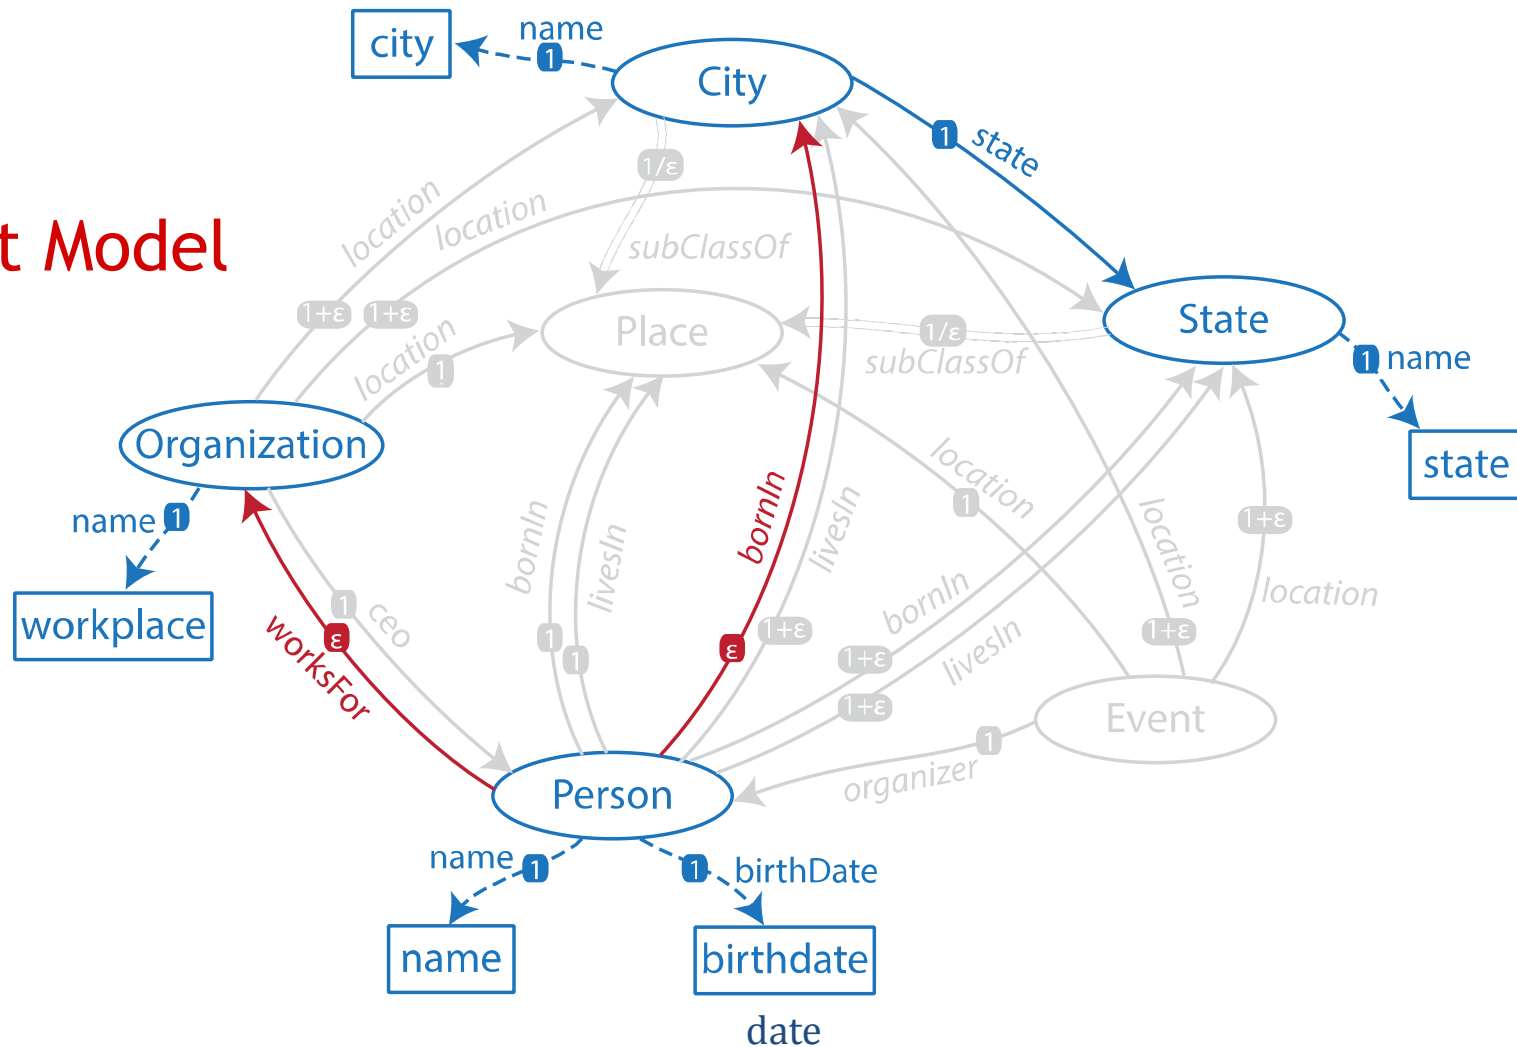 name
city
1
City
1
state
1/ε
location
location
t Model
subClassOf
1+ε
1+ε
Place
1/ε
subClassOf
State
1
name
location
1
Organization
state
name
1
bornIn
livesIn
bornIn
livesIn
location
1
location
1+ε
location
workplace
1
ceo
ε
worksFor
1
1
ε
1+ε
bornIn
livesIn
1+ε
1+ε
1+ε
Event
1
organizer
Person
name
1
1
birthDate
name
birthdate
date